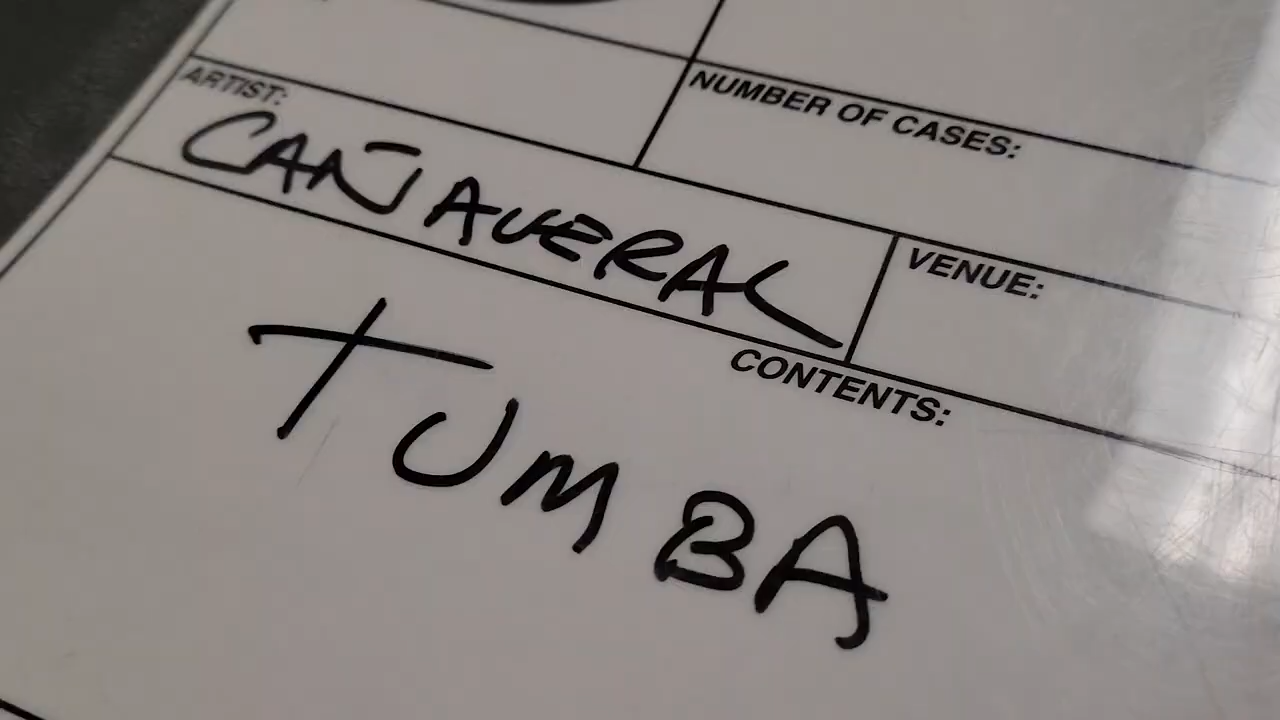 NUMBER OF CASES:
ARTIST:
CAÑAVERAL
VENUE:
CONTENTS:
TUMBA